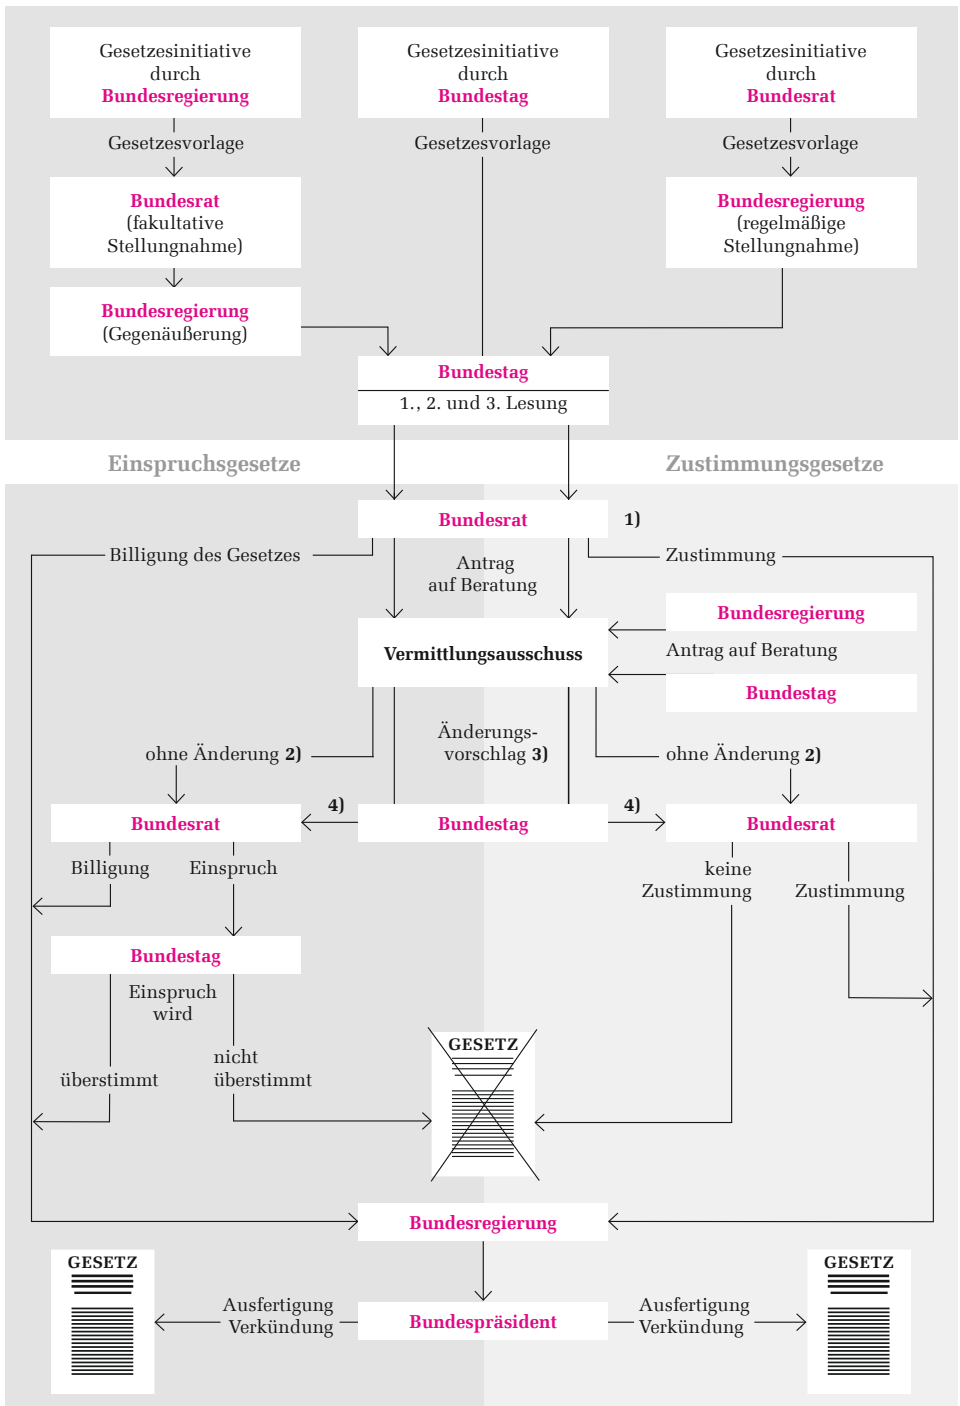 Gesetzesinitiative
durch
Bundesregierung
Gesetzesinitiative
durch
Bundestag
Gesetzesinitiative
durch
Bundesrat
Gesetzesvorlage
Gesetzesvorlage
Gesetzesvorlage
Bundesrat
(fakultative
Stellungnahme)
Bundesregierung
(regelmäßige
Stellungnahme)
Bundesregierung
(Gegenäußerung)
Bundestag
1., 2. und 3. Lesung
Einspruchsgesetze
Zustimmungsgesetze
Bundesrat
1)
Billigung des Gesetzes
Antrag
auf Beratung
Zustimmung
Bundesregierung
Vermittlungsausschuss
Antrag auf Beratung
Bundestag
ohne Änderung 2)
Änderungs-
vorschlag 3)
ohne Änderung 2)
4)
4)
Bundesrat
Bundestag
Bundesrat
Billigung
Einspruch
keine
Zustimmung
Zustimmung
Bundestag
Einspruch
wird
überstimmt
nicht
überstimmt
GESETZ
Bundesregierung
GESETZ
GESETZ
Ausfertigung
Verkündung
Bundespräsident
Ausfertigung
Verkündung